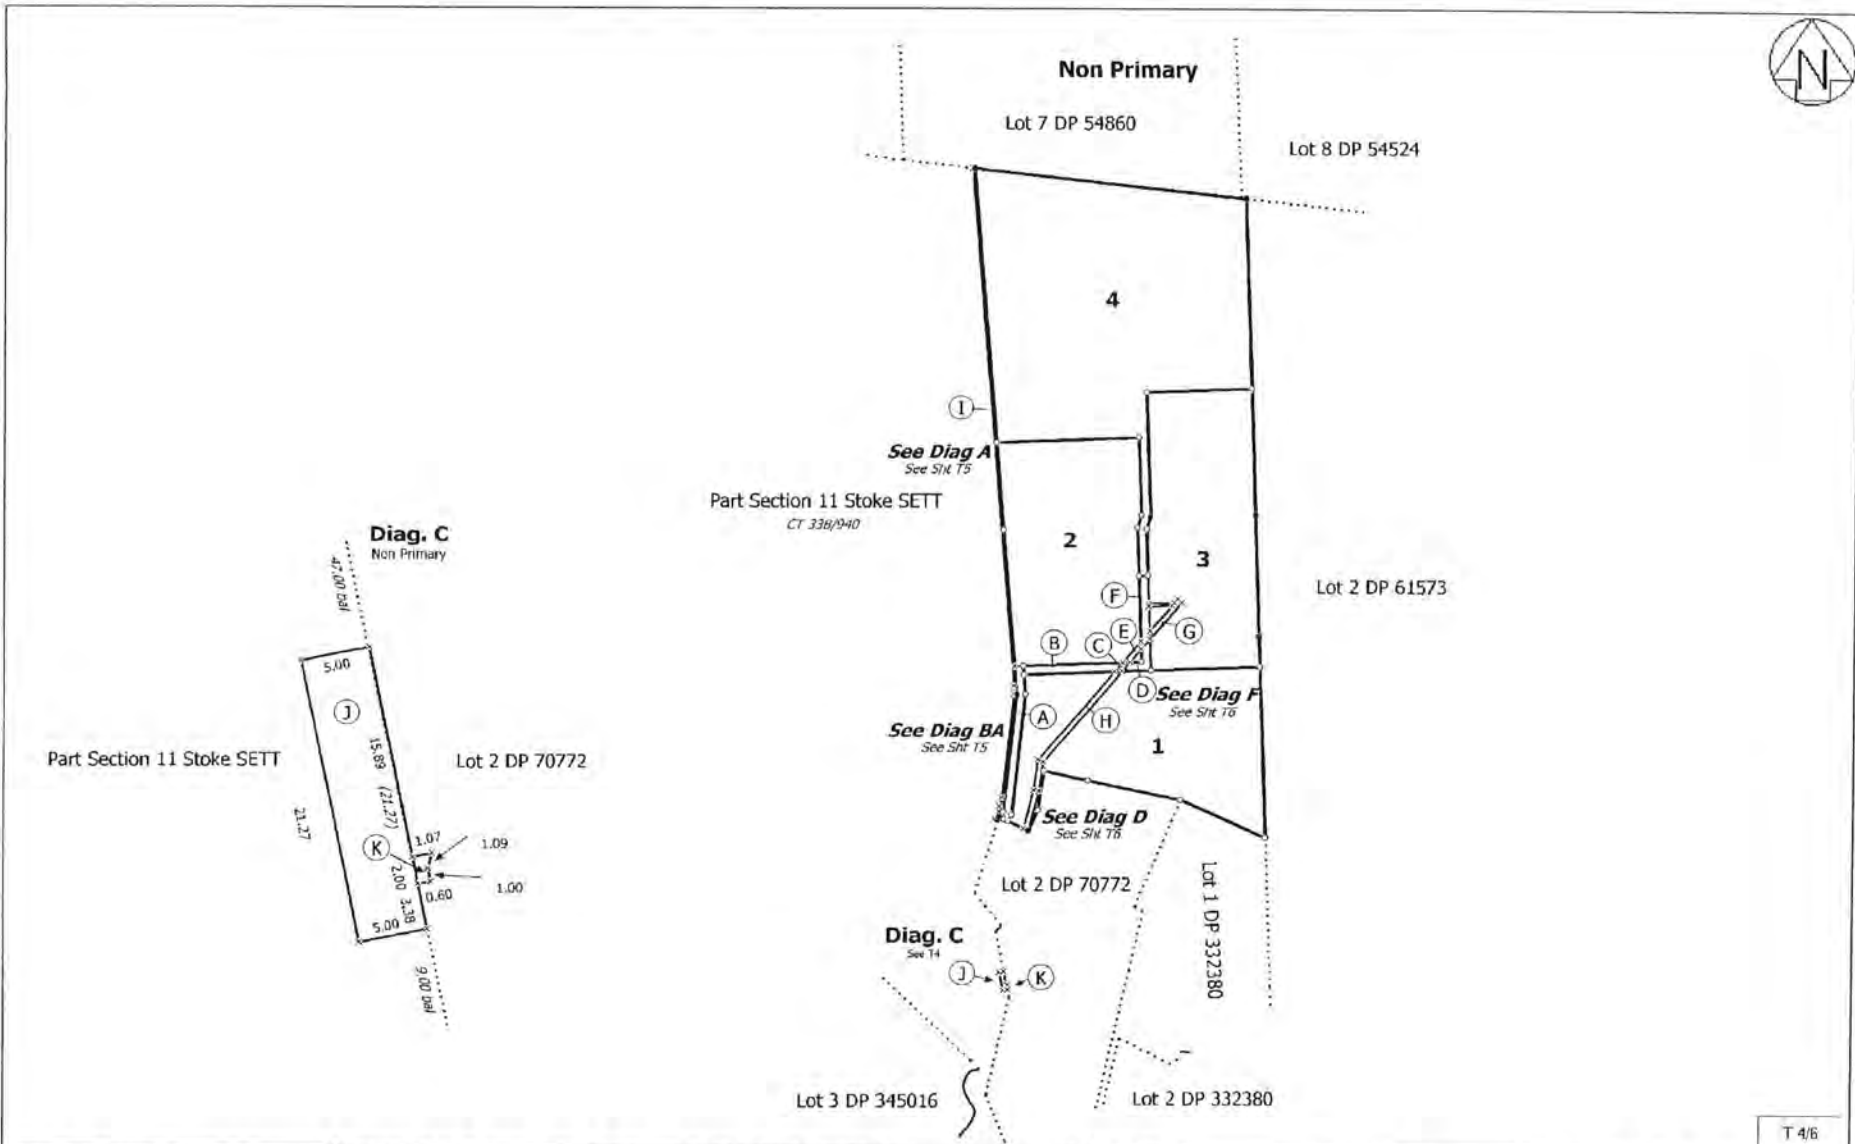 N
Non Primary
Lot 7 DP 54860
Lot 8 DP 54524
4
I
See Diag A
See Sht T5
Part Section 11 Stoke SETT
CT 336/940
2
3
Lot 2 DP 61573
F
E
G
B
C
D
See Diag F
See Sht T6
A
H
See Diag BA
See Sht T5
1
See Diag D
See Sht T6
Lot 2 DP 70772
Lot 1 DP 332380
Diag. C
See T4
J
K
Lot 3 DP 345016
Lot 2 DP 332380
Diag. C
Non Primary
47.00 bal
5.00
J
15.89
(21.27)
Part Section 11 Stoke SETT
Lot 2 DP 70772
21.27
1.07
1.09
K
2.00
1.00
0.60
3.38
5.00
9.00 bal
T 4/6